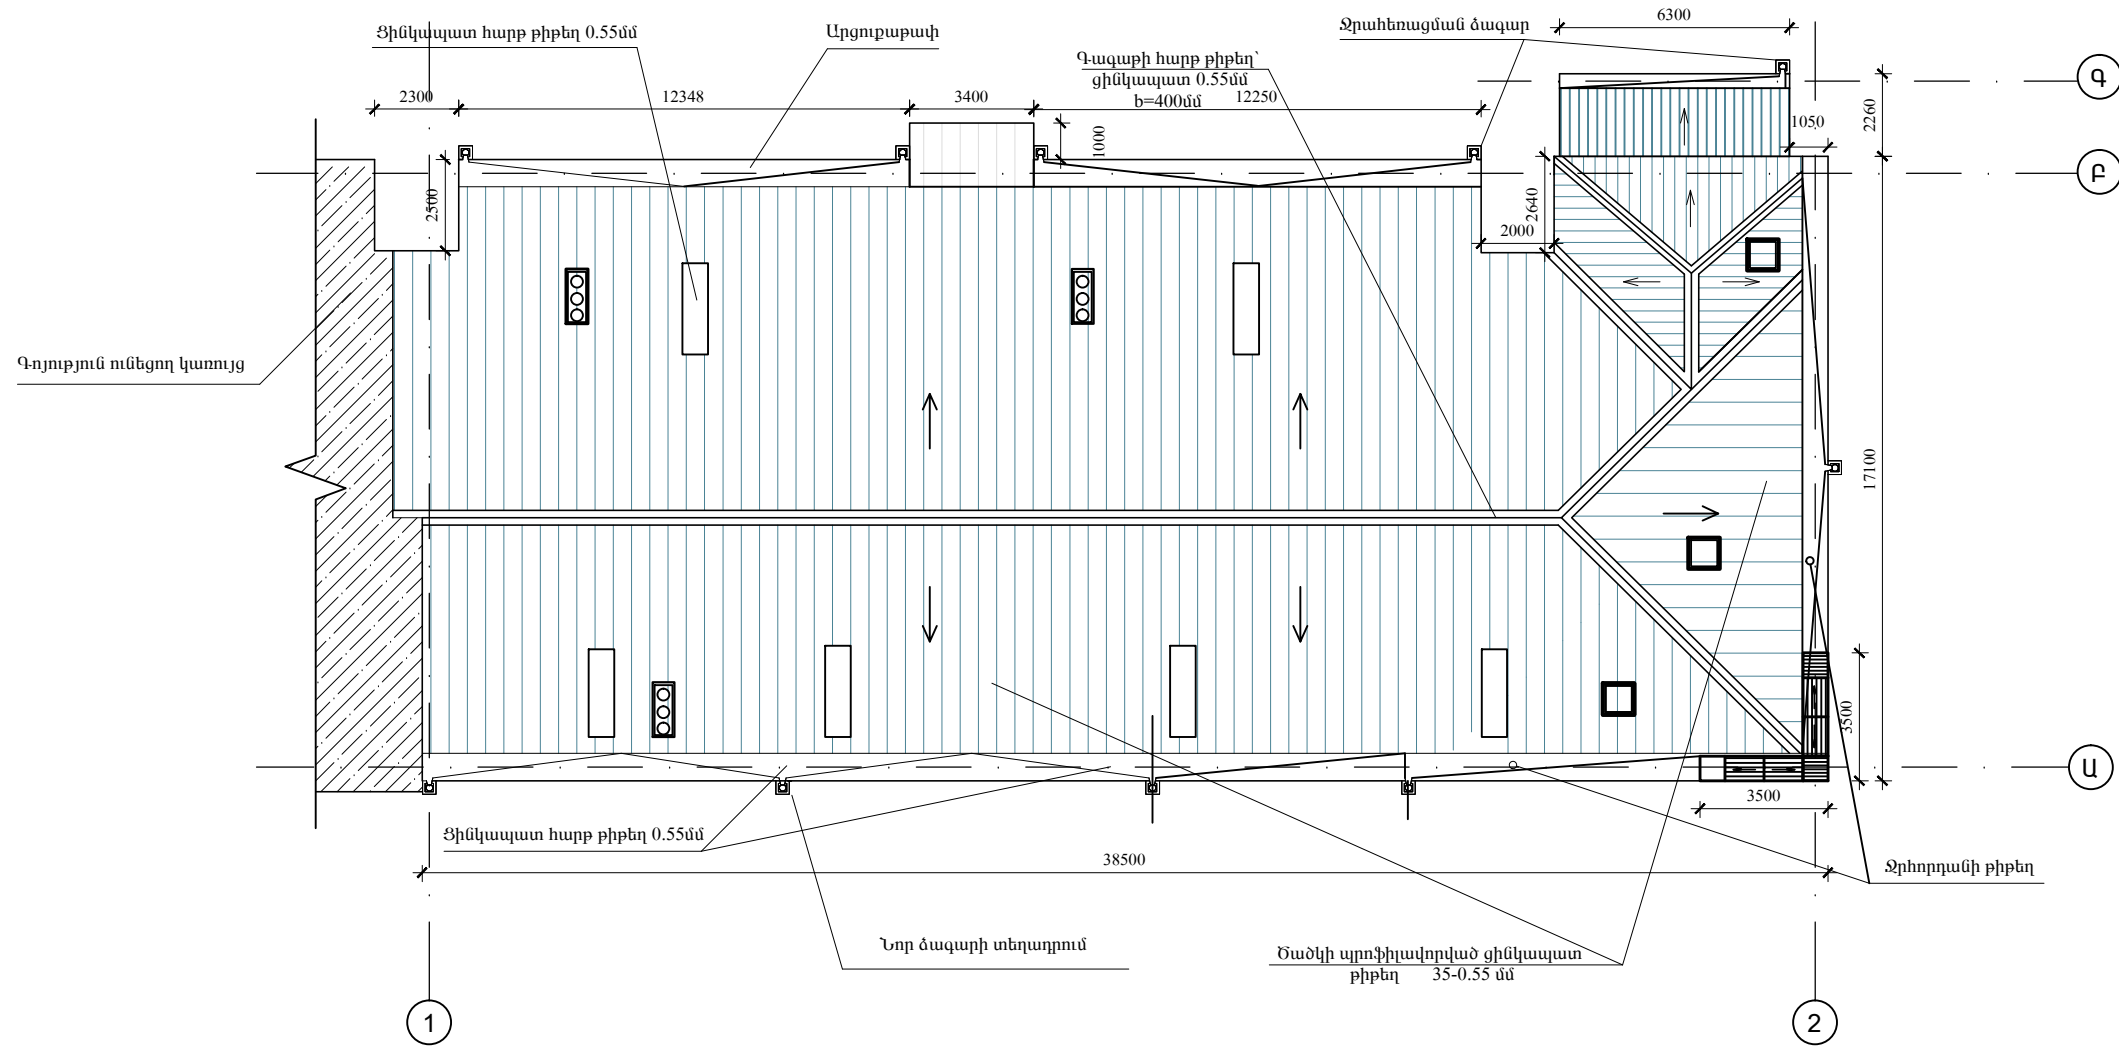 6300
Ջրահեռացման ձագար
Ցինկապատ հարթ թիթեղ 0.55մմ
Արցուքաթափ
Գագաթի հարթ թիթեղ՝
ցինկապատ 0.55մմ
b=400մմ
Գ
2300
12348
3400
12250
1000
1050
2260
Բ
2500
2640
2000
Գոյություն ունեցող կառույց
17100
3500
Ա
3500
Ցինկապատ հարթ թիթեղ 0.55մմ
38500
Ջրհորդանի թիթեղ
Նոր ձագարի տեղադրում
Ծածկի պրոֆիլավորված ցինկապատ
թիթեղ 35-0.55 մմ
1
2